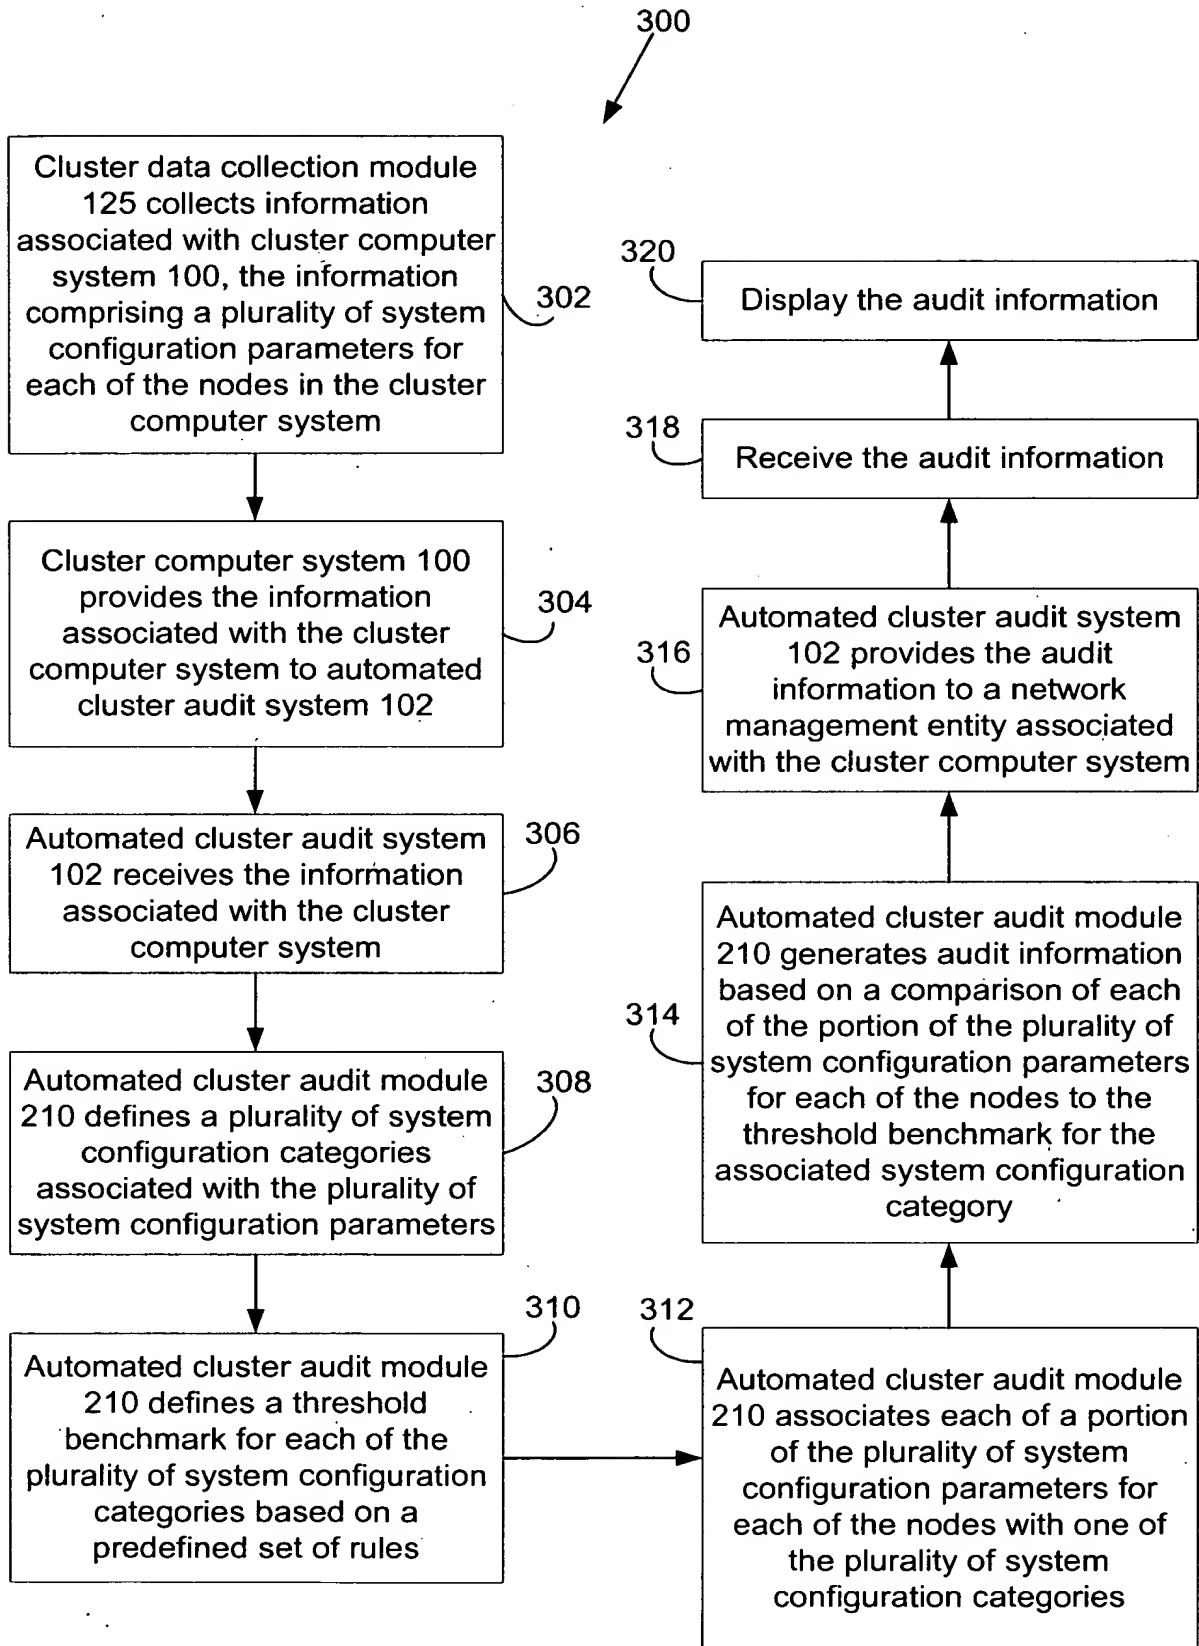 300
Cluster data collection module
125 collects information
associated with cluster computer
system 100, the information
comprising a plurality of system
configuration parameters for
each of the nodes in the cluster
computer system
302
Cluster computer system 100
provides the information
associated with the cluster
computer system to automated
cluster audit system 102
304
Automated cluster audit system
102 receives the information
associated with the cluster
computer system
306
Automated cluster audit module
210 defines a plurality of system
configuration categories
associated with the plurality of
system configuration parameters
308
Automated cluster audit module
210 defines a threshold
benchmark for each of the
plurality of system configuration
categories based on a
predefined set of rules
310
312
Automated cluster audit module
210 associates each of a portion
of the plurality of system
configuration parameters for
each of the nodes with one of
the plurality of system
configuration categories
314
Automated cluster audit module
210 generates audit information
based on a comparison of each
of the portion of the plurality of
system configuration parameters
for each of the nodes to the
threshold benchmark for the
associated system configuration
category
316
Automated cluster audit system
102 provides the audit
information to a network
management entity associated
with the cluster computer system
318
Receive the audit information
320
Display the audit information